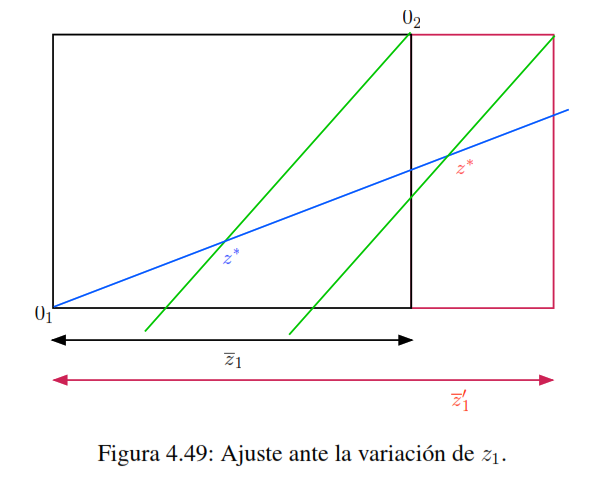 0₂
z*
z*
0₁
z̅₁
z̅′₁
Figura 4.49: Ajuste ante la variación de z₁.